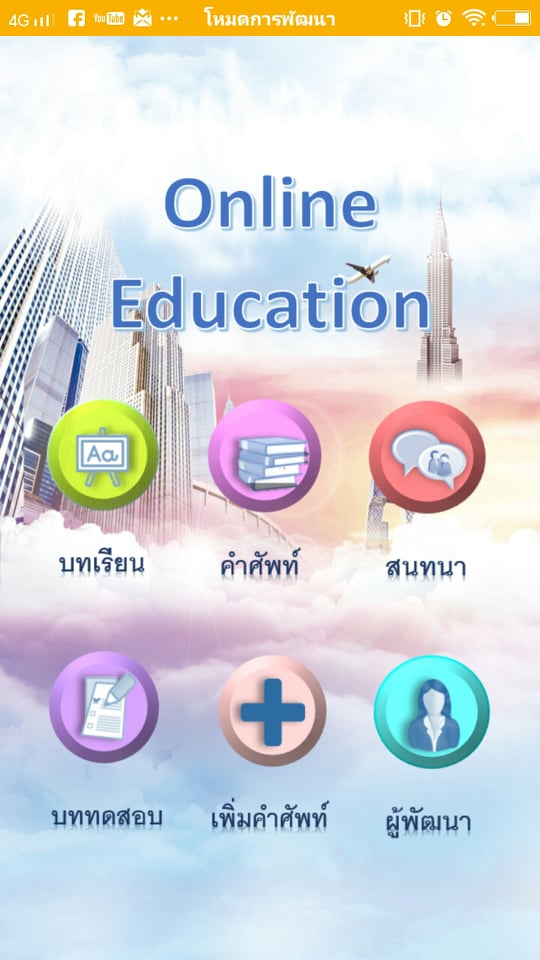 4G YouTube ... โหมดการพัฒนา
Online
Education
Aa
บทเรียน คำศัพท์ สนทนา
บททดสอบ เพิ่มคำศัพท์ ผู้พัฒนา